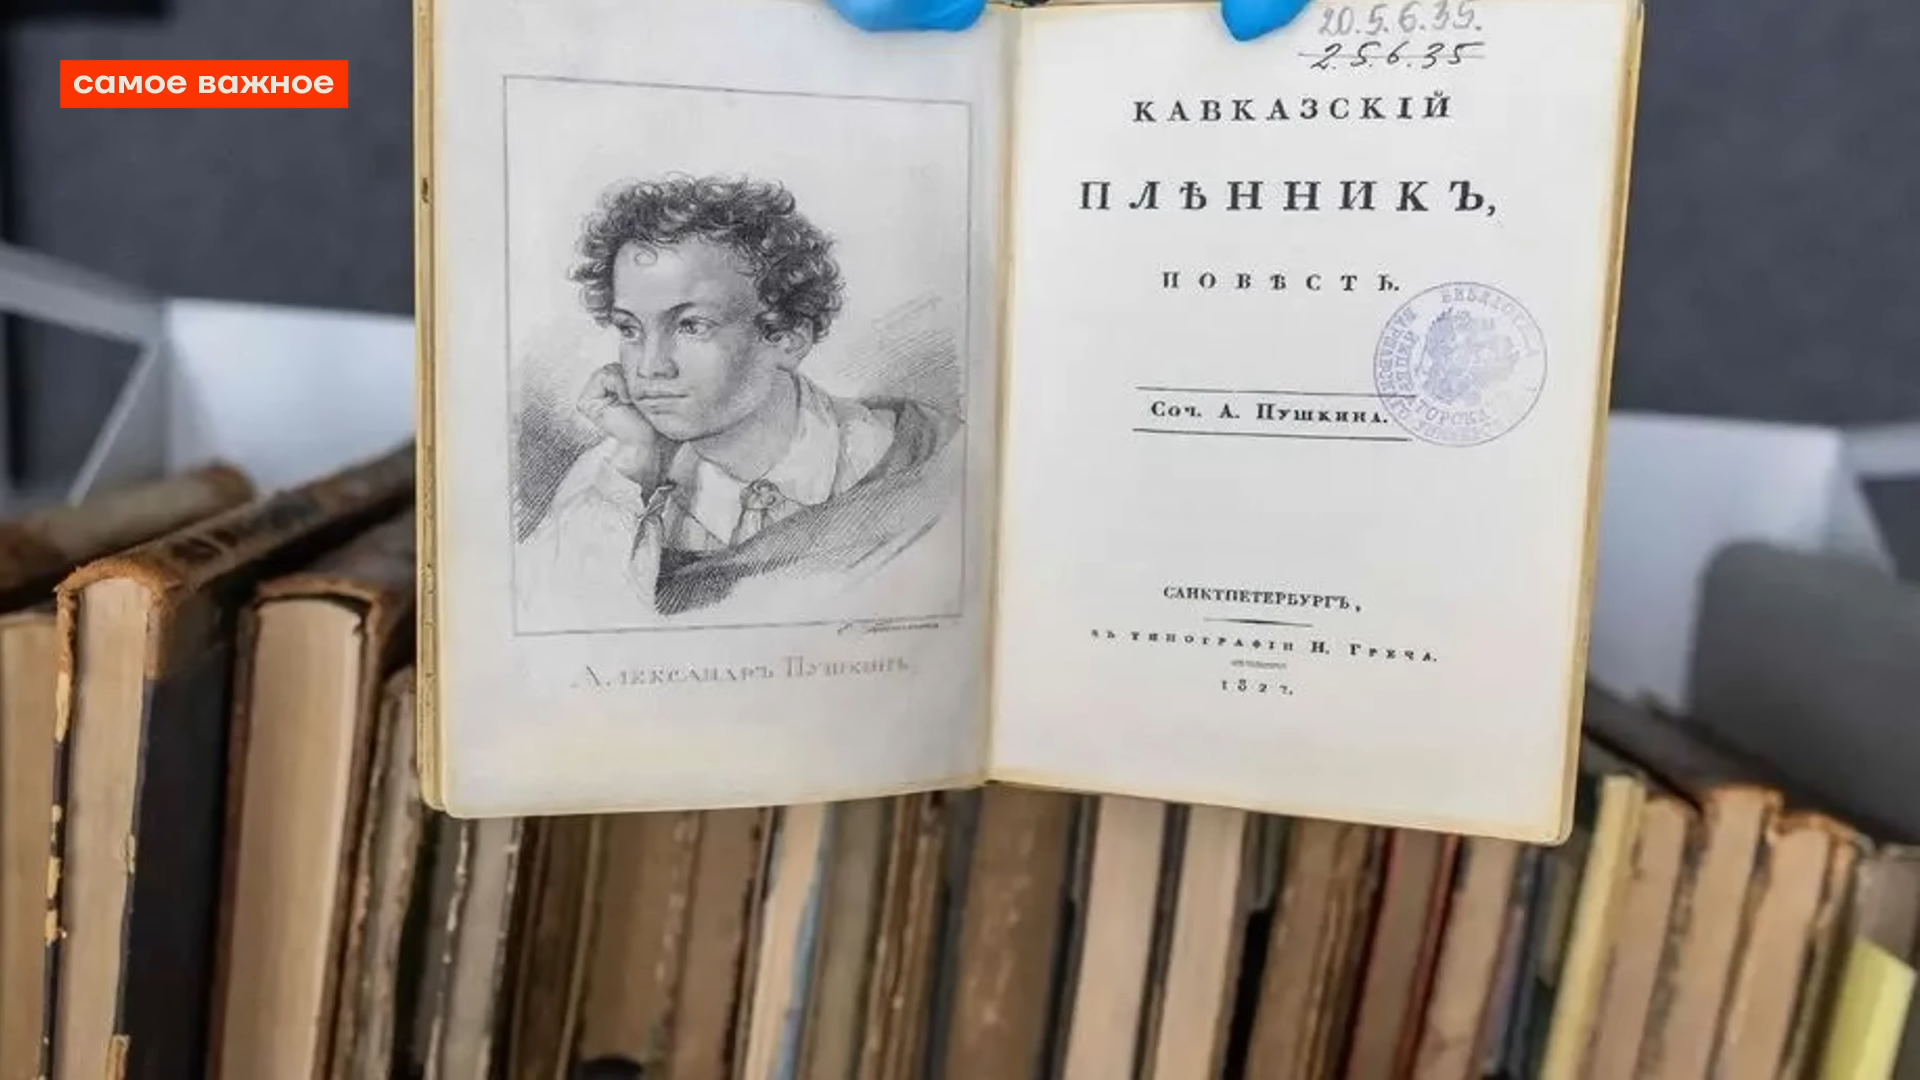 самое важное
20.5.6.35.
2.5.6.35
КАВКАЗСКІЙ
ПЛѢННИКЪ,
ПОВѢСТЬ.
Соч. А. Пушкина.
САНКТПЕТЕРБУРГЪ,
въ типографіи Н. Греча.
1827.
Александръ Пушкинъ